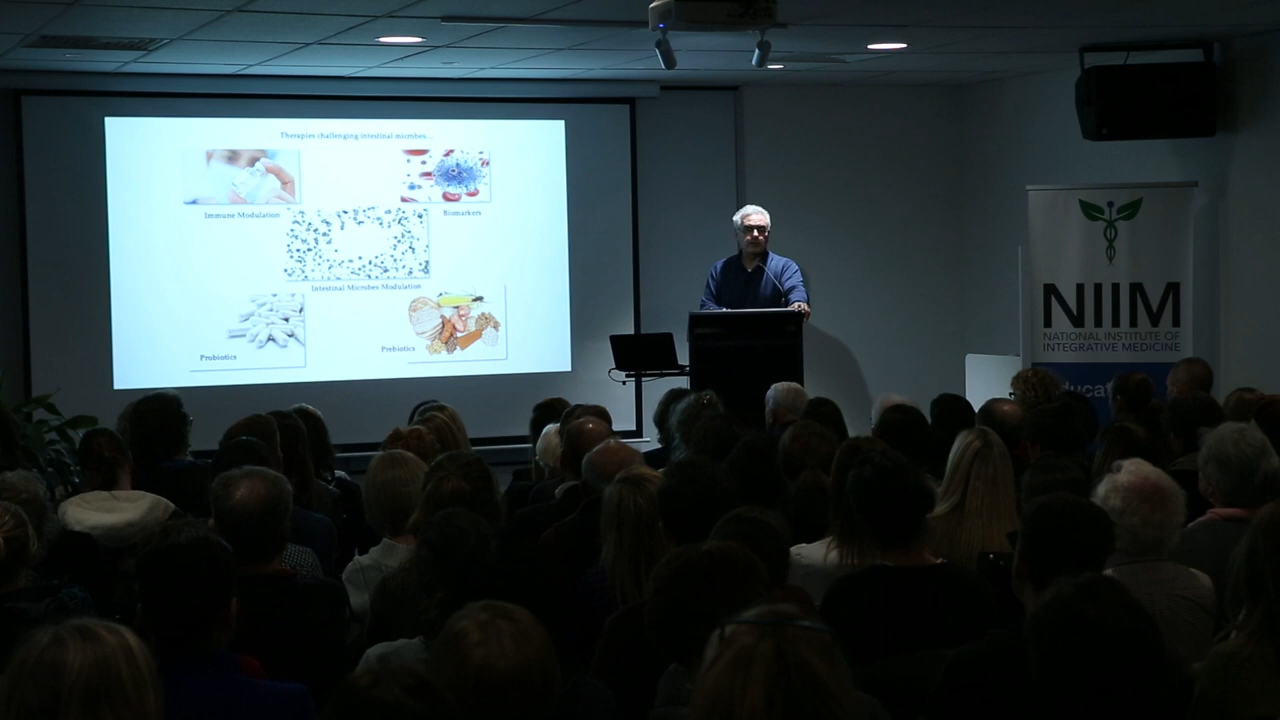 Therapies challenging intestinal microbes...
Immune Modulation
Biomarkers
Intestinal Microbes Modulation
Probiotics
Prebiotics
NIIM
NATIONAL INSTITUTE OF
INTEGRATIVE MEDICINE